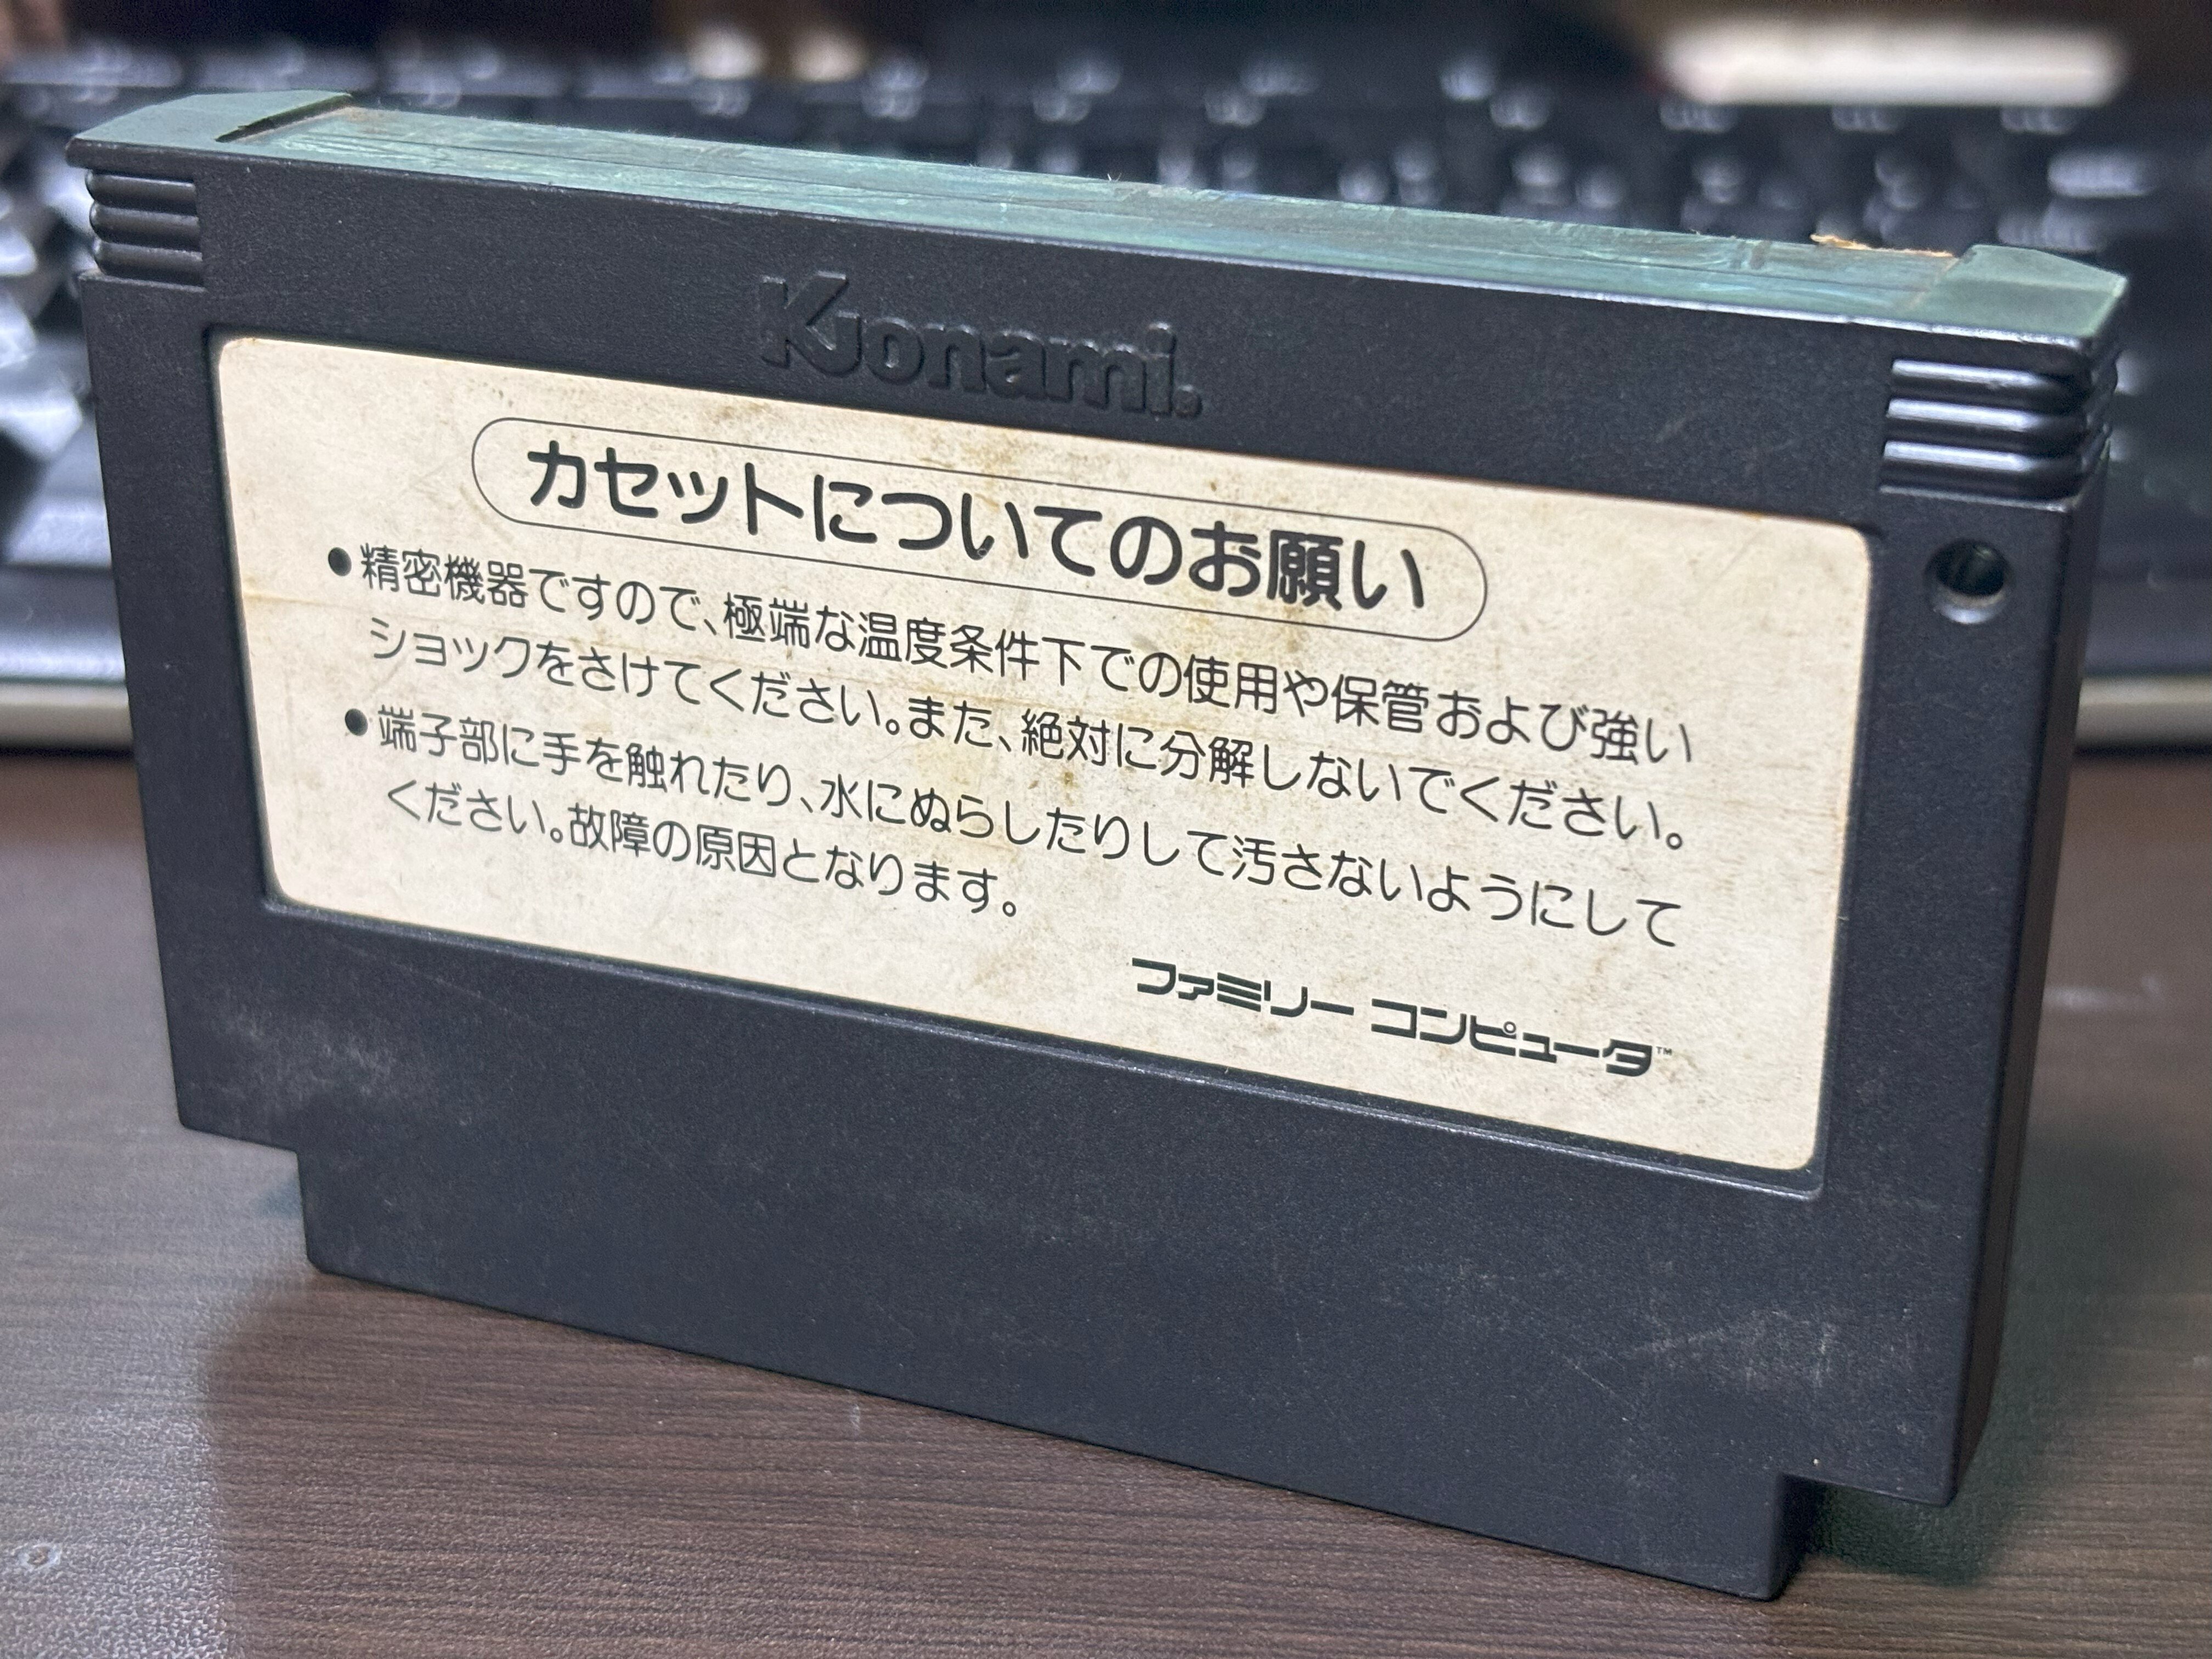 Konami.
カセットについてのお願い
●精密機器ですので、極端な温度条件下での使用や保管および強い
ショックをさけてください。また、絶対に分解しないでください。
●端子部に手を触れたり、水にぬらしたりして汚さないようにして
ください。故障の原因となります。
ファミリー コンピュータ™